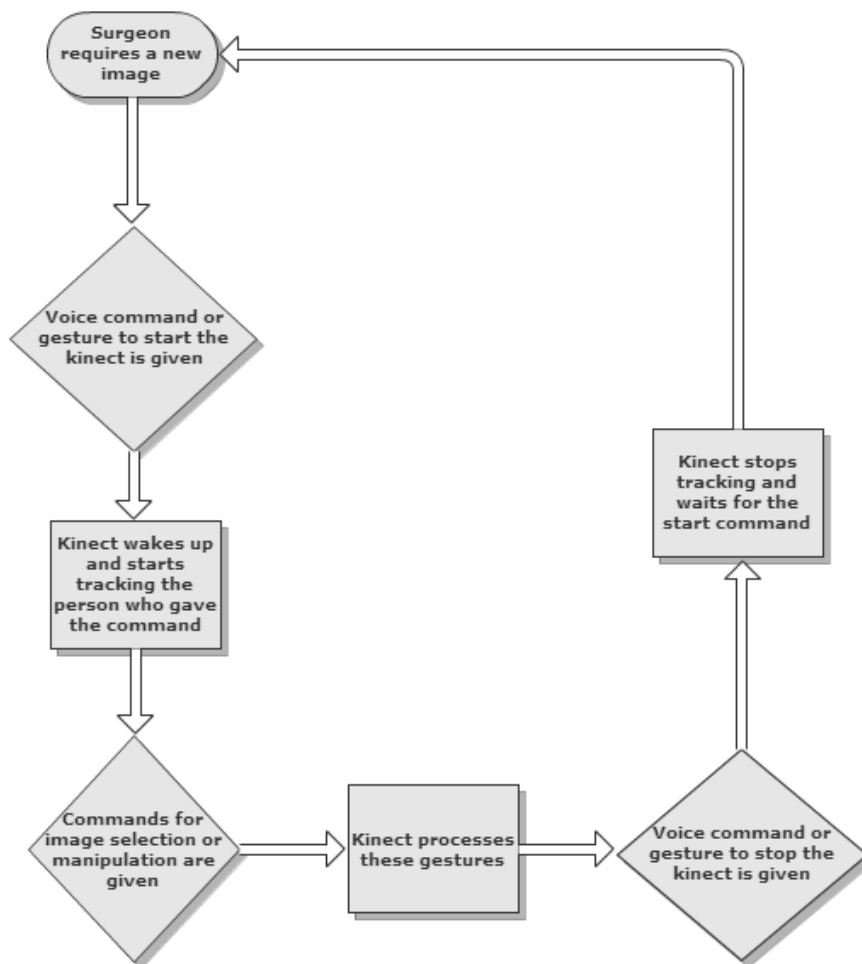 Surgeon
requires a new
image
Voice command or
gesture to start the
kinect is given
Kinect wakes up
and starts
tracking the
person who gave
the command
Commands for
image selection or
manipulation are
given
Kinect processes
these gestures
Voice command or
gesture to stop the
kinect is given
Kinect stops
tracking and
waits for the
start command